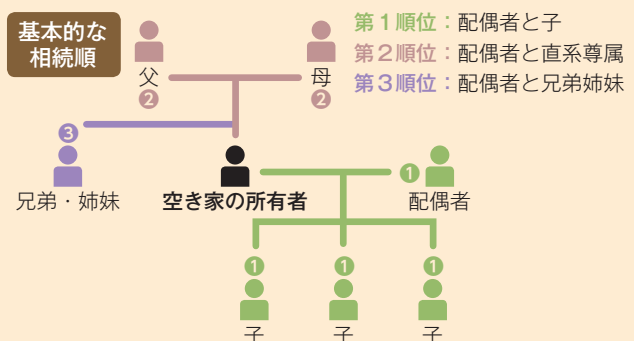 基本的な
相続順
第1順位：配偶者と子
第2順位：配偶者と直系尊属
第3順位：配偶者と兄弟姉妹
父
母
❷
❷
❸
❶
兄弟・姉妹
空き家の所有者
配偶者
❶
❶
❶
子
子
子